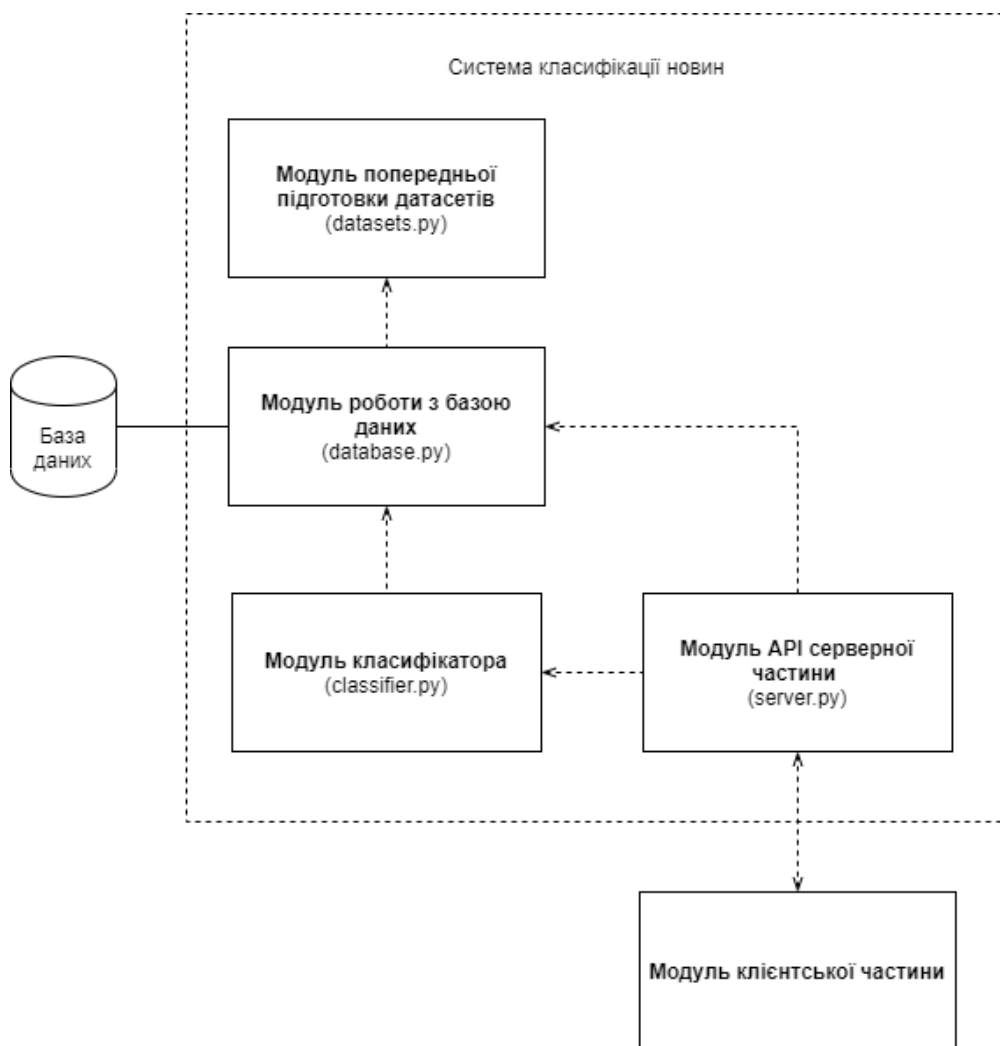 Система класифікації новин
Модуль попередньої
підготовки датасетів
(datasets.py)
Модуль роботи з базою
даних
(database.py)
База
даних
Модуль класифікатора
(classifier.py)
Модуль API серверної
частини
(server.py)
Модуль клієнтської частини